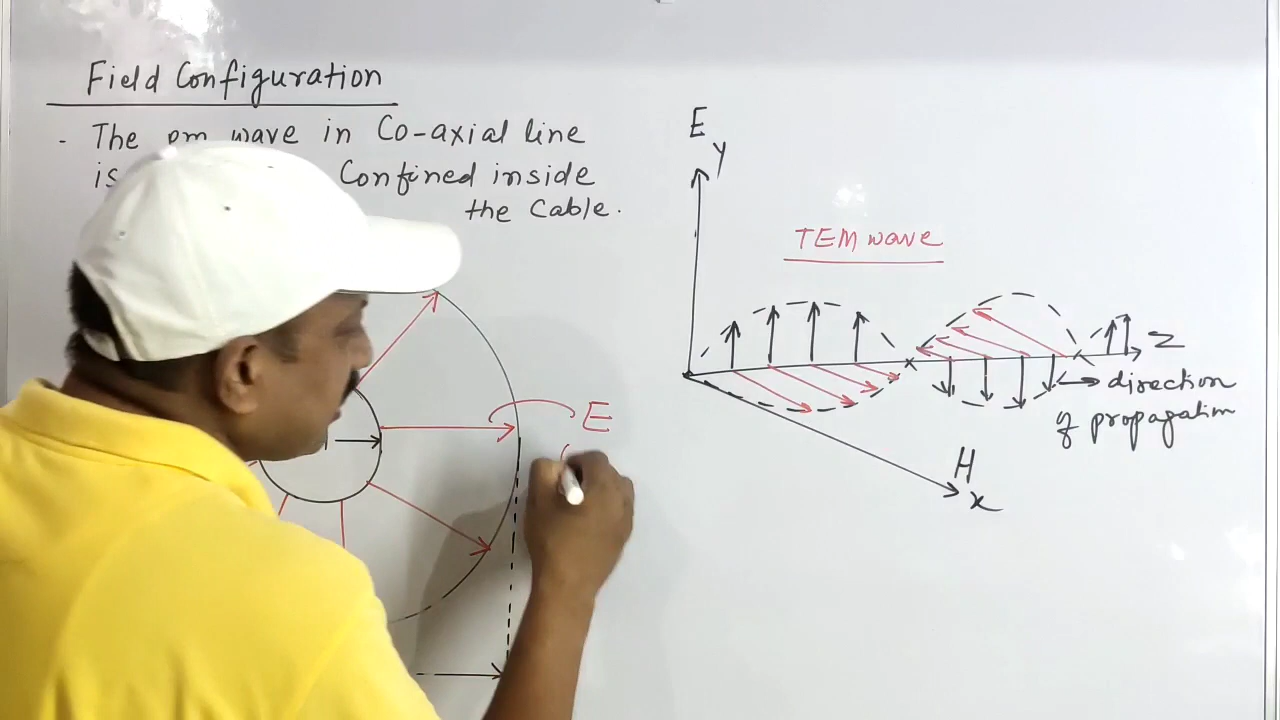 Field Configuration
- The em wave in Co-axial line
is Confined inside
the Cable.
E
E
y
TEM wave
Z
direction
of propagation
H
x